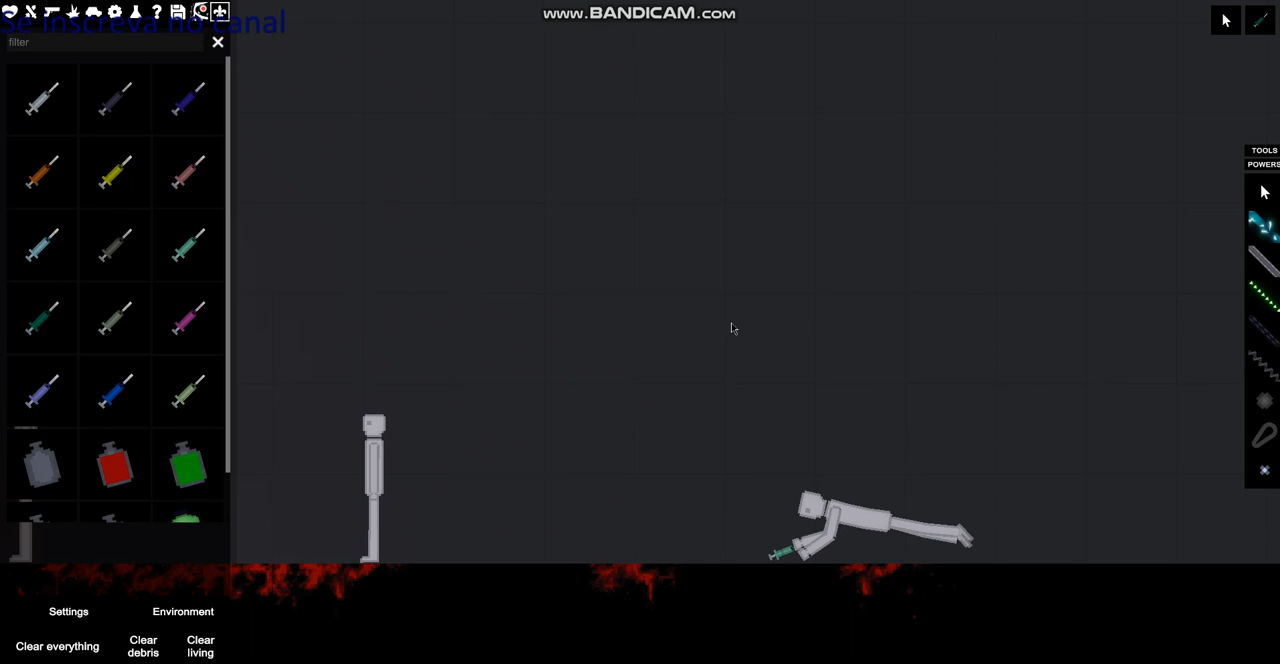 www.BANDICAM.com
Se inscreva no canal
filter
TOOLS
POWERS
Settings
Environment
Clear everything
Clear debris
Clear living